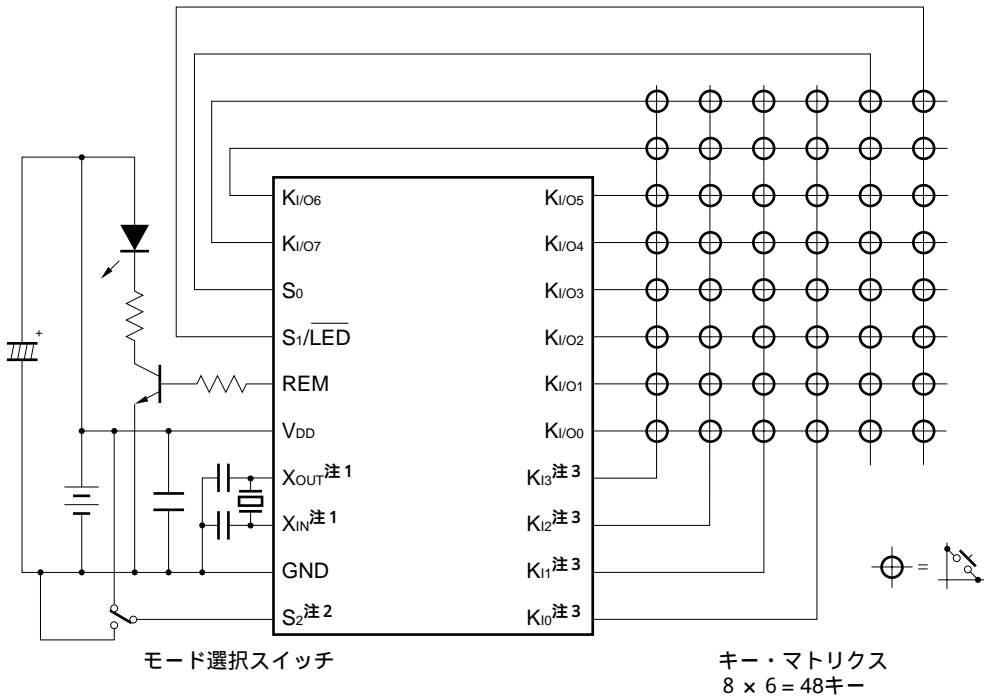 +
KI/O6
KI/O7
S0
S1/LED
REM
VDD
XOUT注1
XIN注1
GND
S2注2
KI/O5
KI/O4
KI/O3
KI/O2
KI/O1
KI/O0
KI3注3
KI2注3
KI1注3
KI0注3
=
モード選択スイッチ
キー・マトリクス
8 × 6 = 48キー